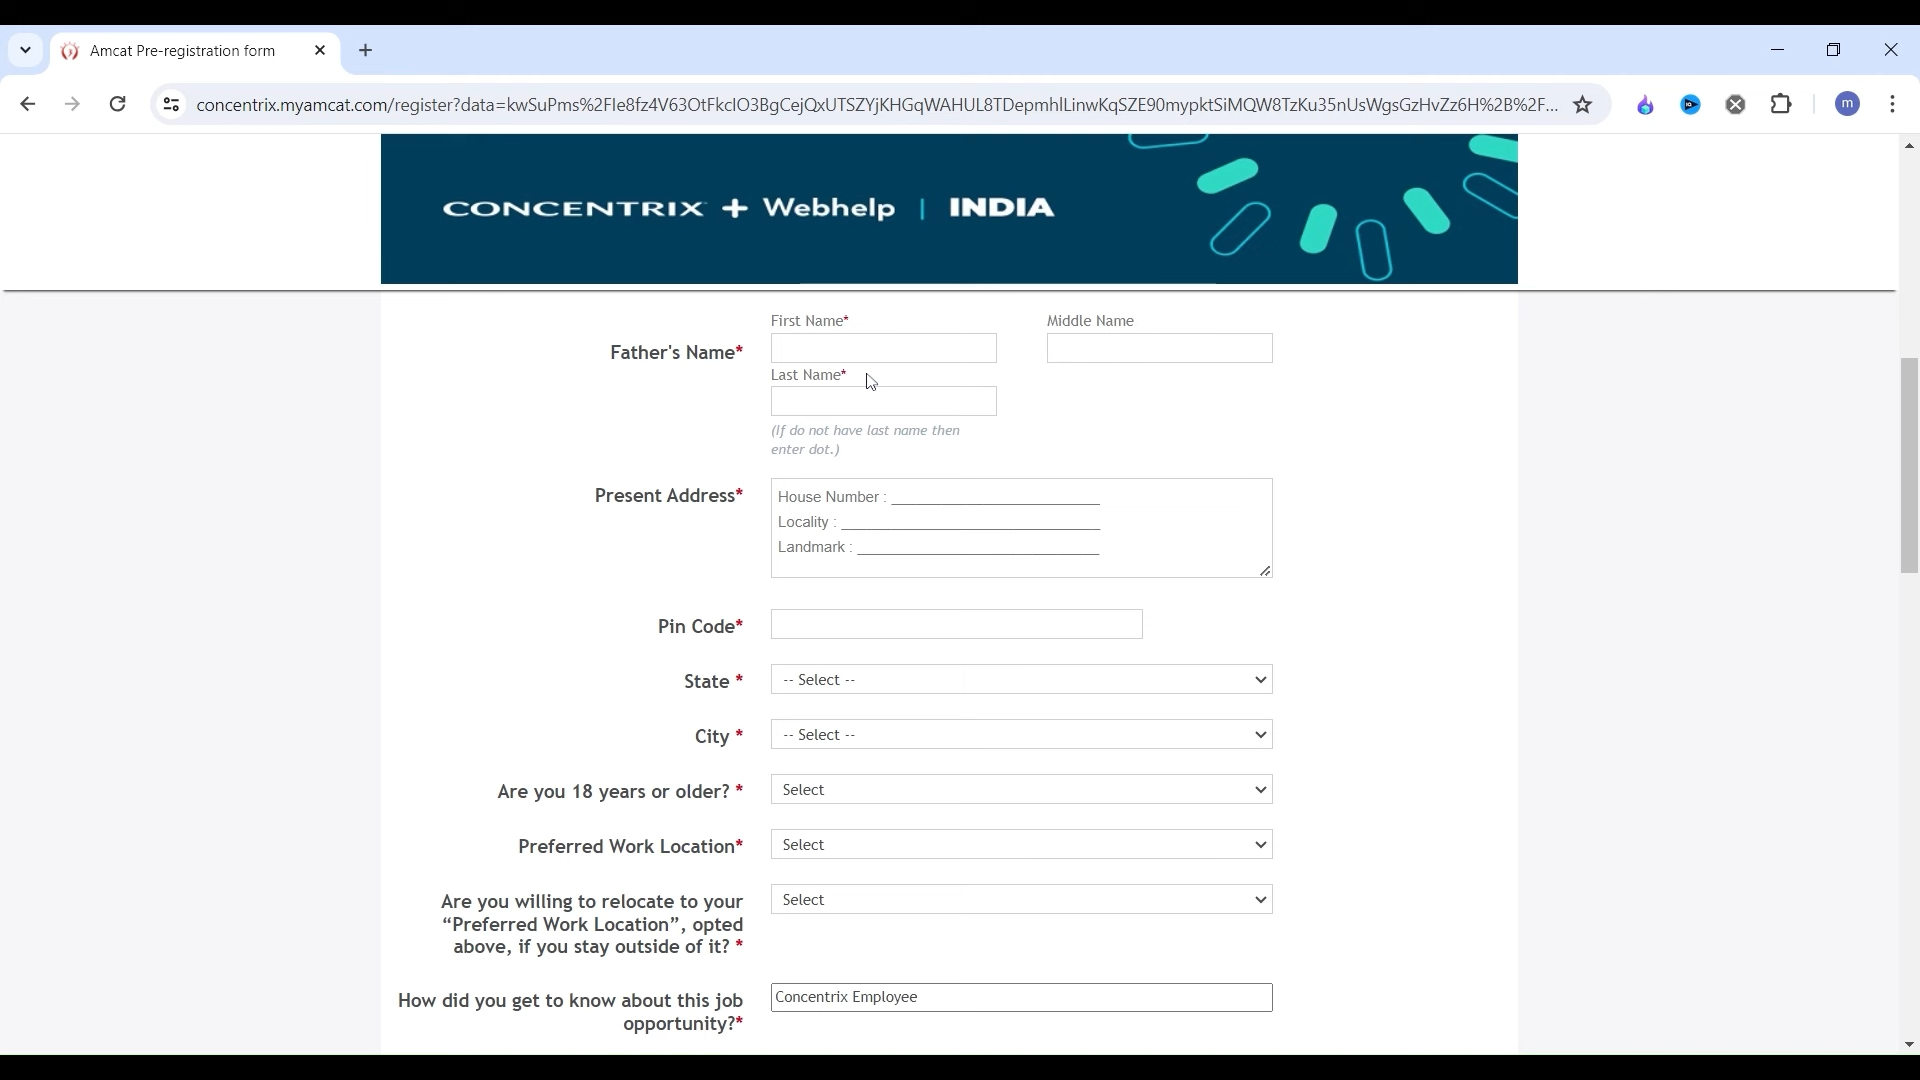 Amcat Pre-registration form
concentrix.myamcat.com/register?data=kwSuPms%2FIe8fz4V63OtFkcIO3BgCejQxUTSZYjKHGqWAHUL8TDepmhlLinwKqSZE90mypktSiMQW8TzKu35nUsWgsGzHvZz6H%2B%2F...
m
CONCENTRIX + Webhelp | INDIA
First Name*
Middle Name
Father's Name*
Last Name*
(If do not have last name then
enter dot.)
Present Address*
House Number :
Locality :
Landmark :
Pin Code*
State *
-- Select --
City *
-- Select --
Are you 18 years or older? *
Select
Preferred Work Location*
Select
Are you willing to relocate to your
“Preferred Work Location”, opted
above, if you stay outside of it? *
Select
How did you get to know about this job
opportunity?*
Concentrix Employee